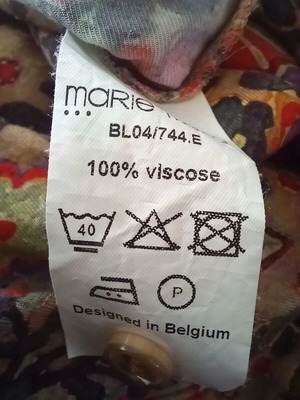 maRie
BL04/744.E
100% viscose
40
P
Designed in Belgium